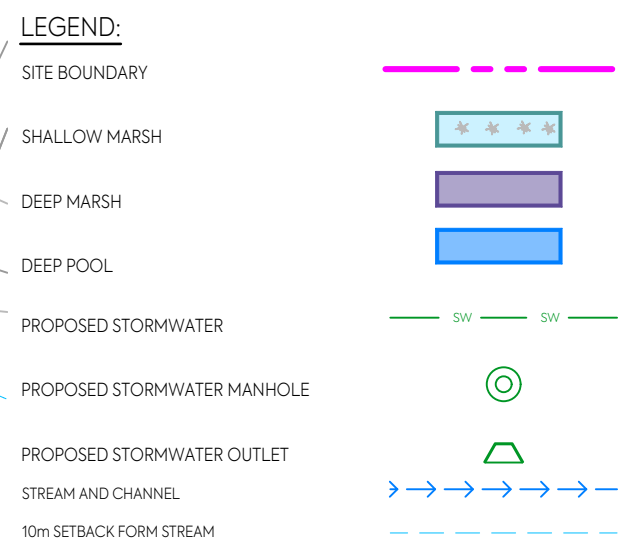 LEGEND:
SITE BOUNDARY
SHALLOW MARSH
DEEP MARSH
DEEP POOL
PROPOSED STORMWATER SW SW
PROPOSED STORMWATER MANHOLE
PROPOSED STORMWATER OUTLET
STREAM AND CHANNEL
10m SETBACK FORM STREAM